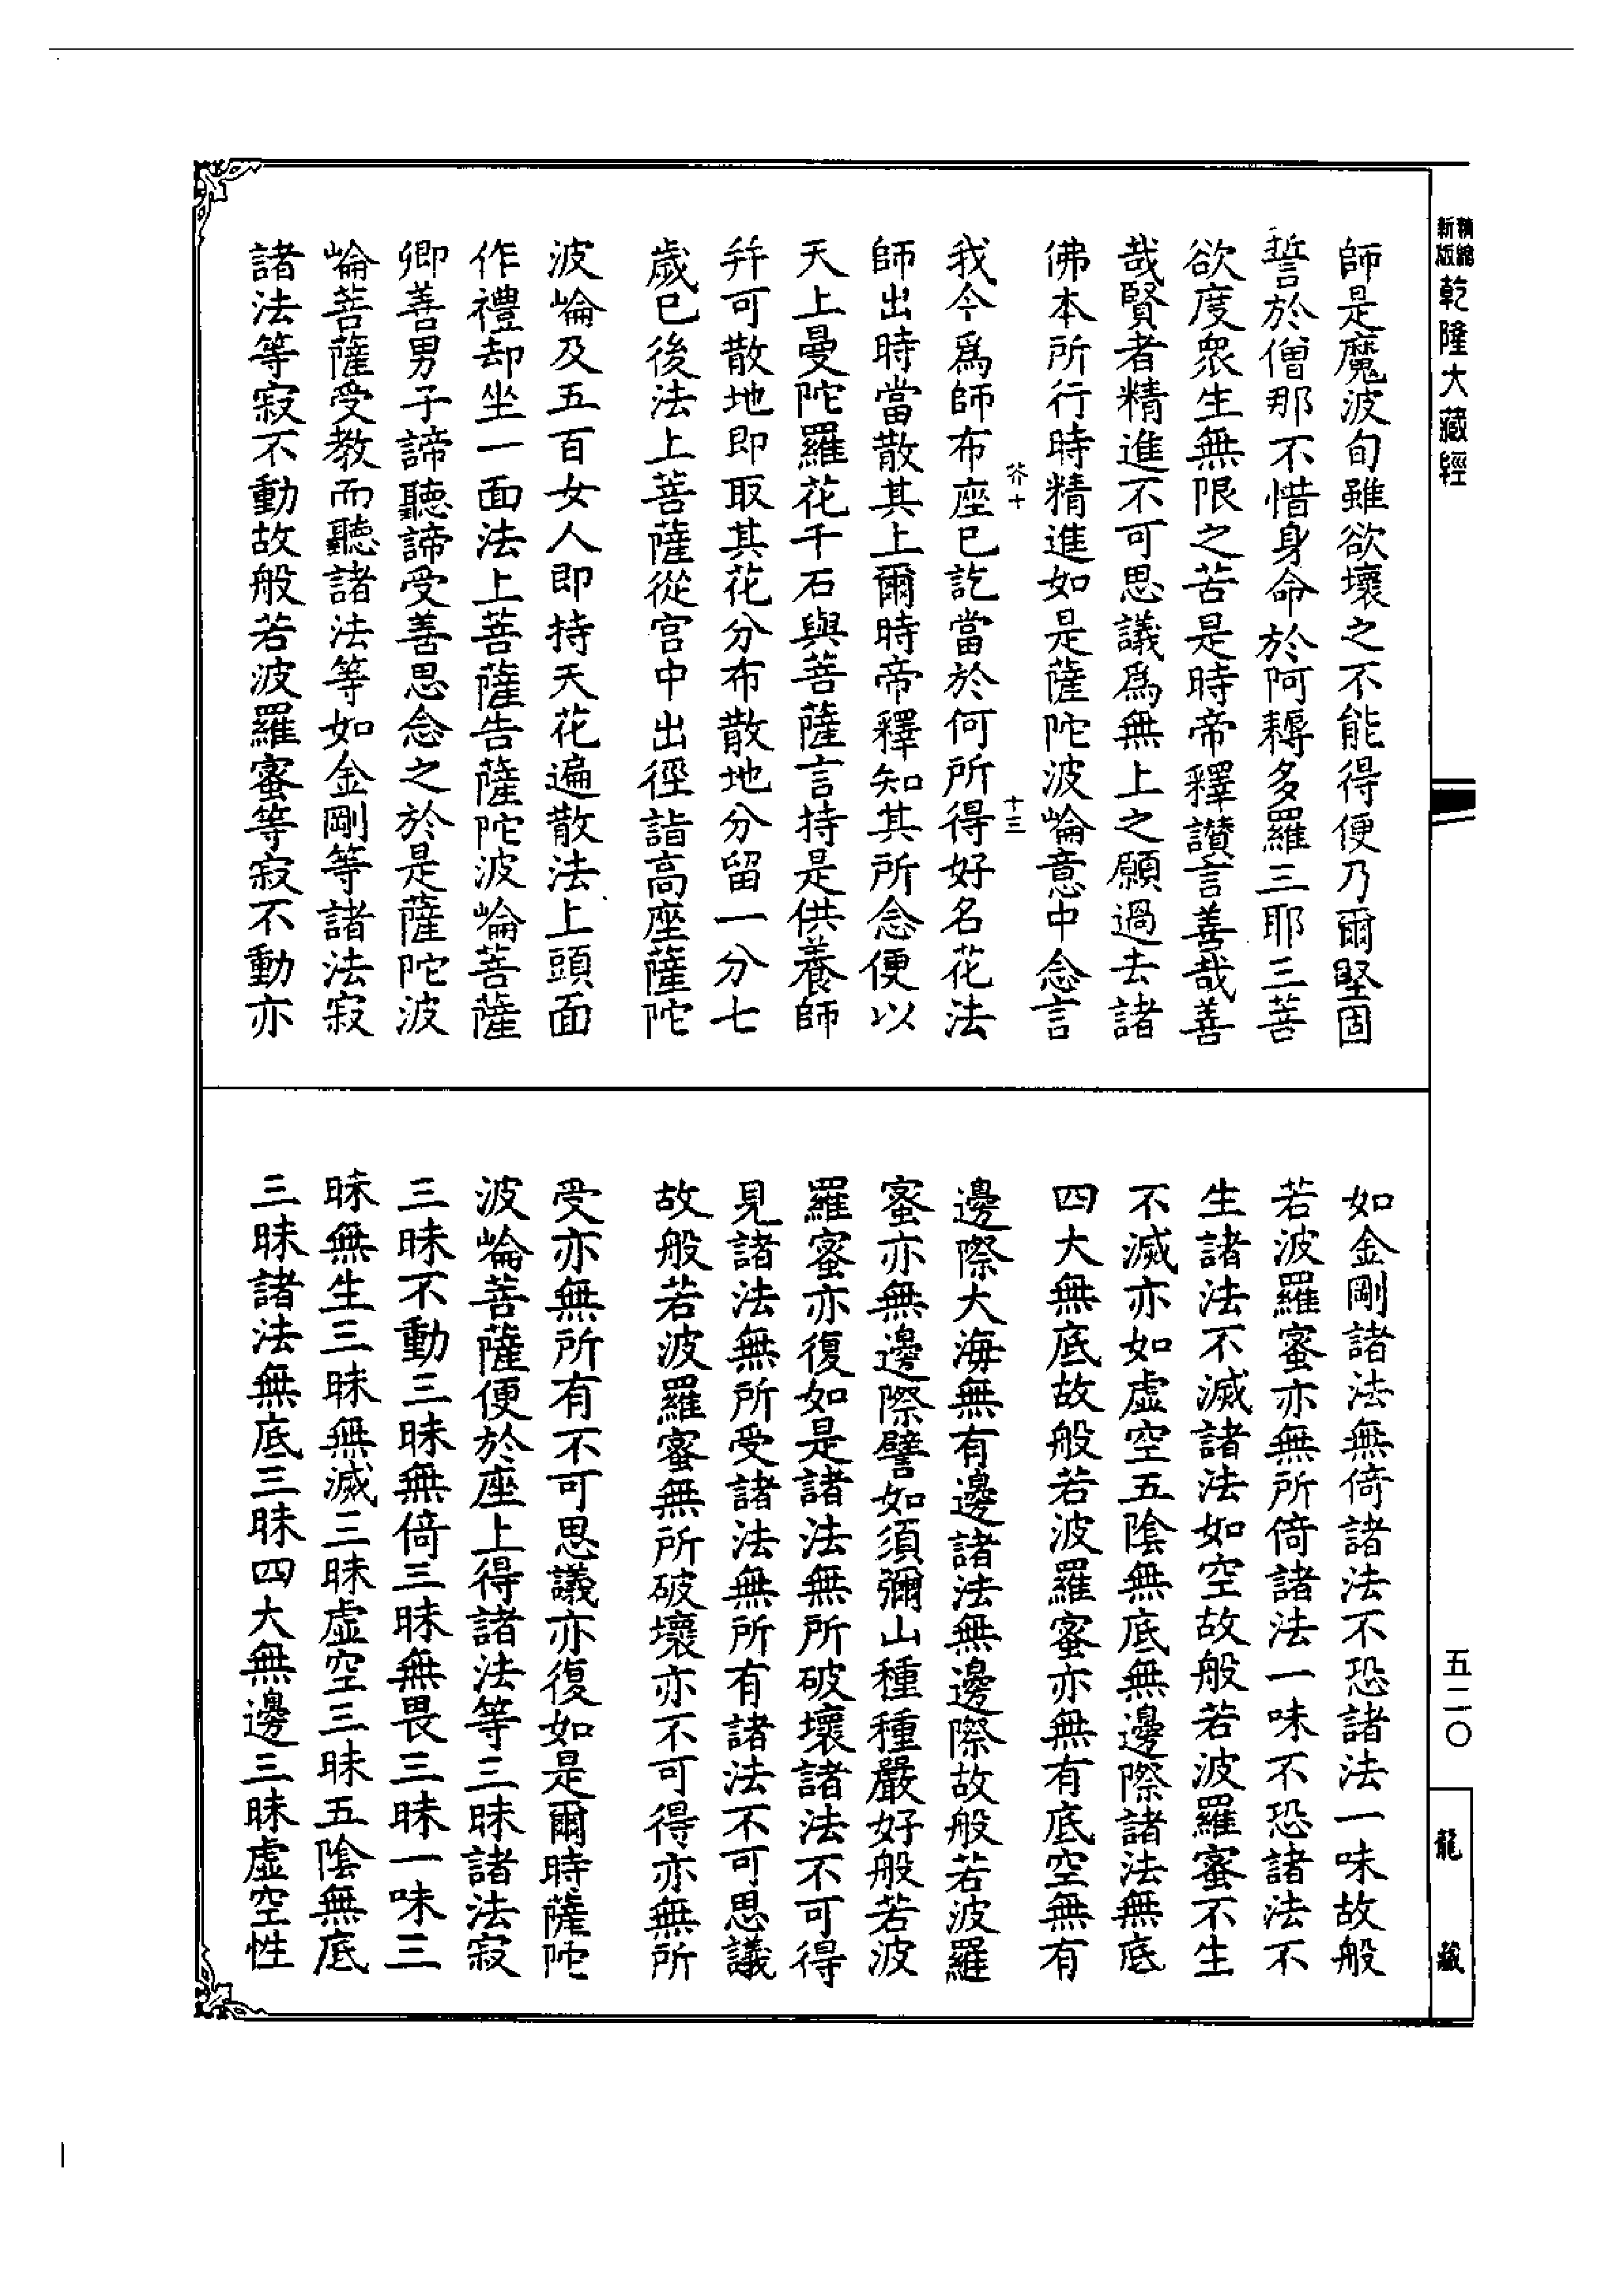 新編縮版乾隆大藏經
師是魔波旬雖欲壞之不能得便乃爾堅固
誓於僧那不惜身命於阿耨多羅三耶三菩
欲度眾生無限之苦是時帝釋讚言善哉善
哉賢者精進不可思議爲無上之願過去諸
佛本所行時精進如是薩陀波崘意中念言
芥十 十三
我今爲師布座已訖當於何所得好名花法
師出時當散其上爾時帝釋知其所念便以
天上曼陀羅花千石與菩薩言持是供養師
并可散地即取其花分布散地分留一分七
歲已後法上菩薩從宮中出徑詣高座薩陀
波崘及五百女人即持天花遍散法上頭面
作禮却坐一面法上菩薩告薩陀波崘菩薩
卿善男子諦聽諦受善思念之於是薩陀波
崘菩薩受教而聽諸法等如金剛等諸法寂
諸法等寂不動故般若波羅蜜等寂不動亦
如金剛諸法無倚諸法不恐諸法一味故般
若波羅蜜亦無所倚諸法一味不恐諸法不
生諸法不滅諸法如空故般若波羅蜜不生
不滅亦如虛空五陰無底無邊際諸法無底
四大無底故般若波羅蜜亦無有底空無有
邊際大海無有邊諸法無邊際故般若波羅
蜜亦無邊際譬如須彌山種種嚴好般若波
羅蜜亦復如是諸法無所破壞諸法不可得
見諸法無所受諸法無所有諸法不可思議
故般若波羅蜜無所破壞亦不可得亦無所
受亦無所有不可思議亦復如是爾時薩陀
波崘菩薩便於座上得諸法等三昧諸法寂
三昧不動三昧無倚三昧無畏三昧一味三
昧無生三昧無滅三昧虛空三昧五陰無底
三昧諸法無底三昧四大無邊三昧虛空性
五二〇
龍藏